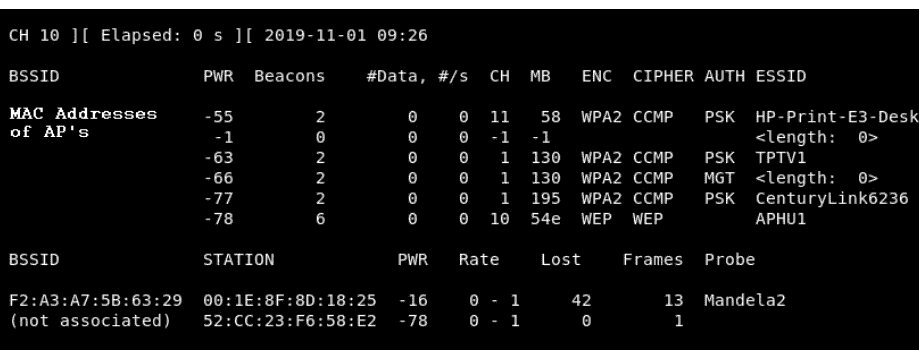 CH 10 ][ Elapsed: 0 s ][ 2019-11-01 09:26
BSSID PWR Beacons #Data, #/s CH MB ENC CIPHER AUTH ESSID
MAC Addresses -55 2 0 0 11 58 WPA2 CCMP PSK HP-Print-E3-Desk
of AP's -1 0 0 0 -1 -1 <length: 0>
-63 2 0 0 1 130 WPA2 CCMP PSK TPTV1
-66 2 0 0 1 130 WPA2 CCMP MGT <length: 0>
-77 2 0 0 1 195 WPA2 CCMP PSK CenturyLink6236
-78 6 0 0 10 54e WEP WEP APHU1
BSSID STATION PWR Rate Lost Frames Probe
F2:A3:A7:5B:63:29 00:1E:8F:8D:18:25 -16 0 - 1 42 13 Mandela2
(not associated) 52:CC:23:F6:58:E2 -78 0 - 1 0 1